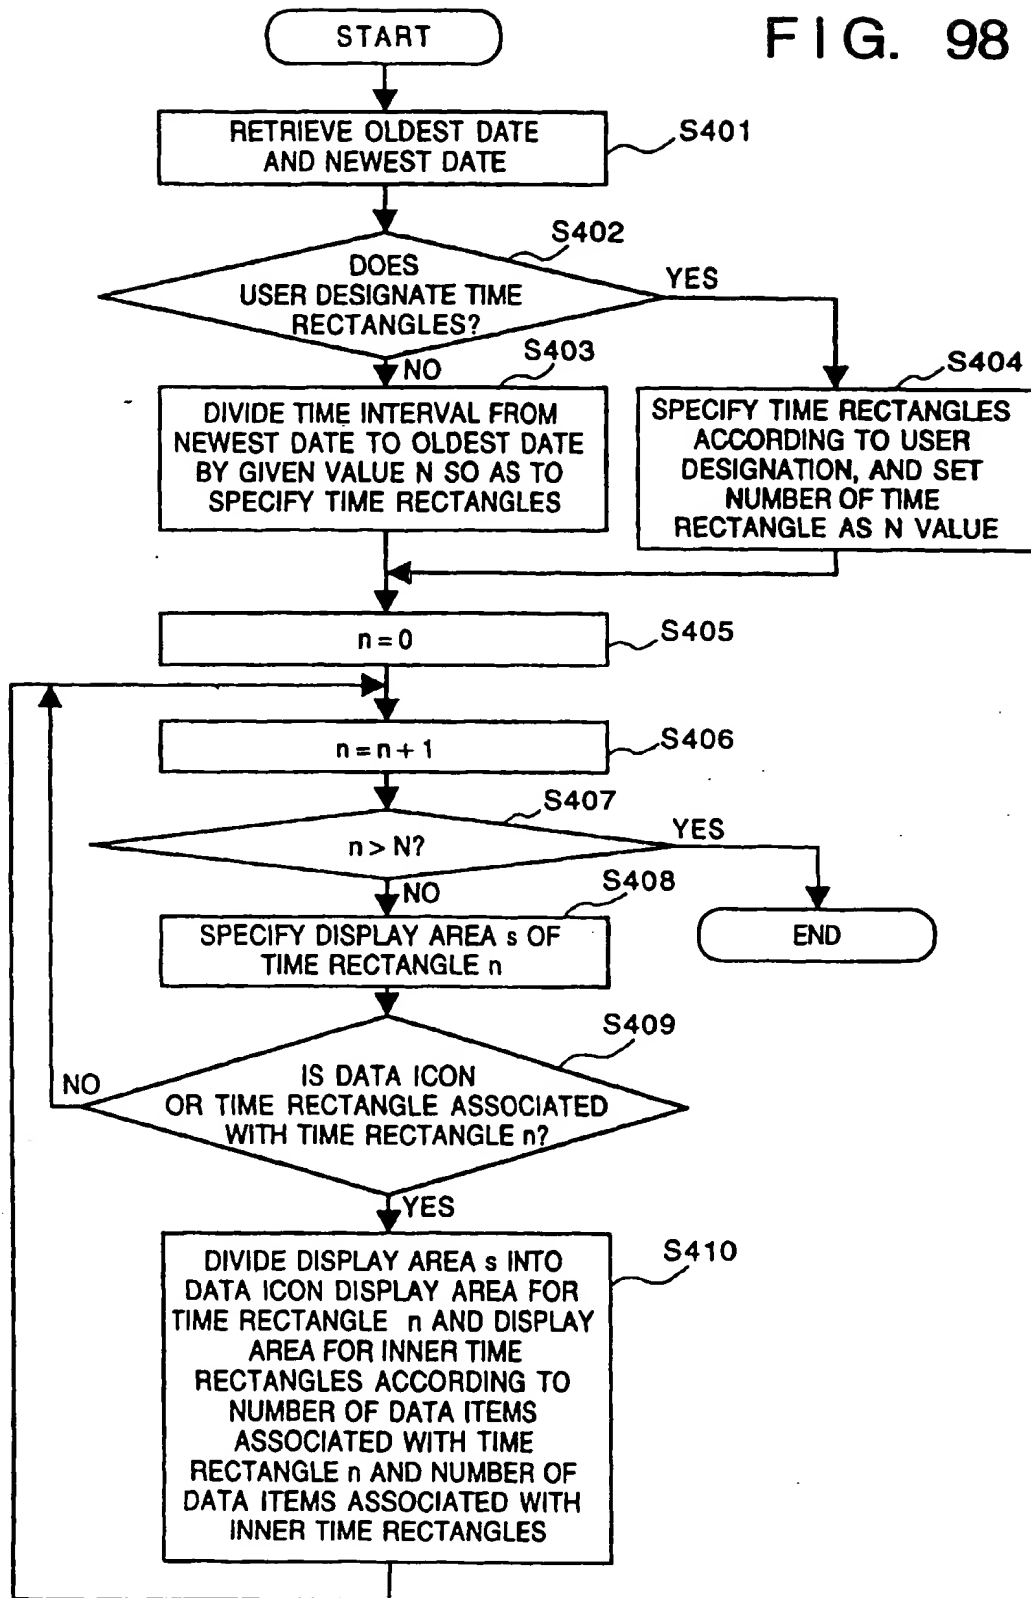 FIG. 98
START
RETRIEVE OLDEST DATE
AND NEWEST DATE
S401
S402
DOES
USER DESIGNATE TIME
RECTANGLES?
YES
NO
S403
DIVIDE TIME INTERVAL FROM
NEWEST DATE TO OLDEST DATE
BY GIVEN VALUE N SO AS TO
SPECIFY TIME RECTANGLES
S404
SPECIFY TIME RECTANGLES
ACCORDING TO USER
DESIGNATION, AND SET
NUMBER OF TIME
RECTANGLE AS N VALUE
n = 0
S405
n = n + 1
S406
S407
n > N?
YES
NO
END
S408
SPECIFY DISPLAY AREA s OF
TIME RECTANGLE n
S409
IS DATA ICON
OR TIME RECTANGLE ASSOCIATED
WITH TIME RECTANGLE n?
NO
YES
S410
DIVIDE DISPLAY AREA s INTO
DATA ICON DISPLAY AREA FOR
TIME RECTANGLE n AND DISPLAY
AREA FOR INNER TIME
RECTANGLES ACCORDING TO
NUMBER OF DATA ITEMS
ASSOCIATED WITH TIME
RECTANGLE n AND NUMBER OF
DATA ITEMS ASSOCIATED WITH
INNER TIME RECTANGLES